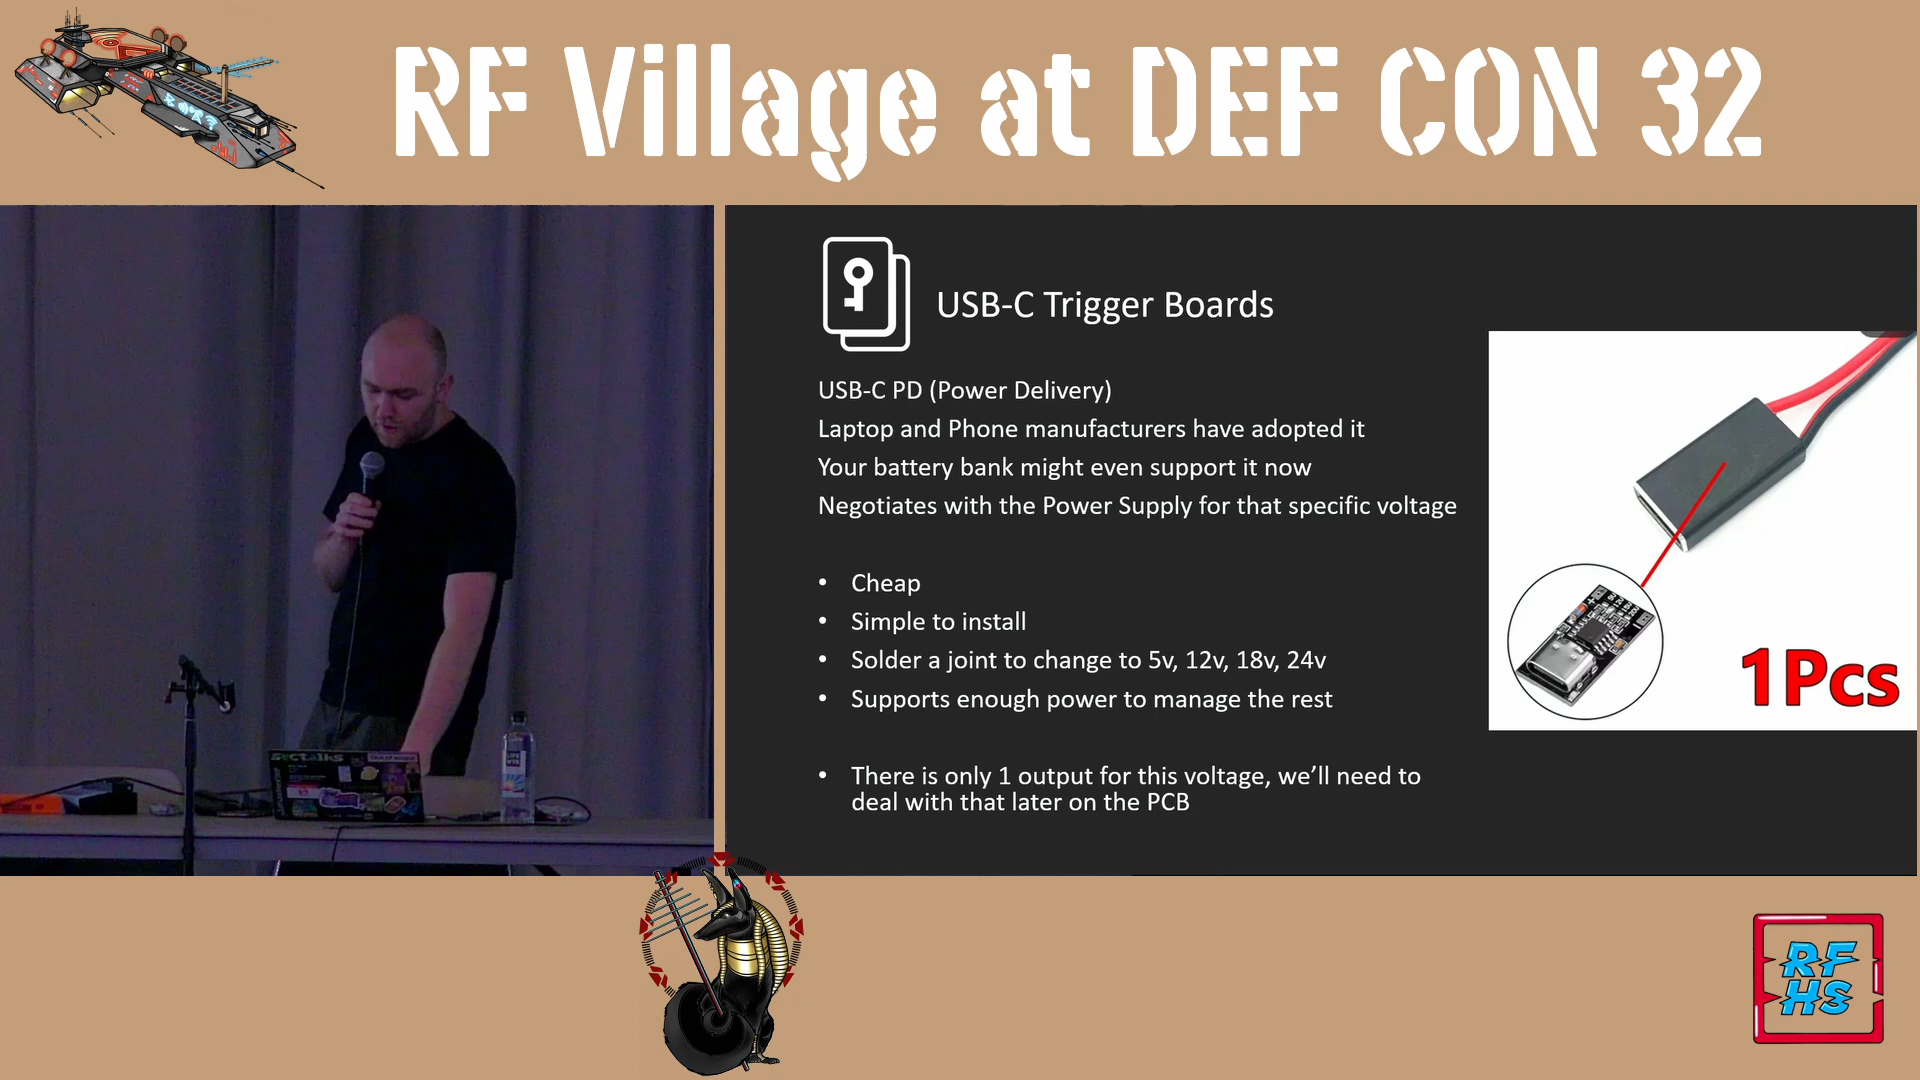 RF Village at DEF CON 32
USB-C Trigger Boards
USB-C PD (Power Delivery)
Laptop and Phone manufacturers have adopted it
Your battery bank might even support it now
Negotiates with the Power Supply for that specific voltage
• Cheap
• Simple to install
• Solder a joint to change to 5v, 12v, 18v, 24v
• Supports enough power to manage the rest
• There is only 1 output for this voltage, we’ll need to
deal with that later on the PCB
1Pcs
sectalks
RF
HS